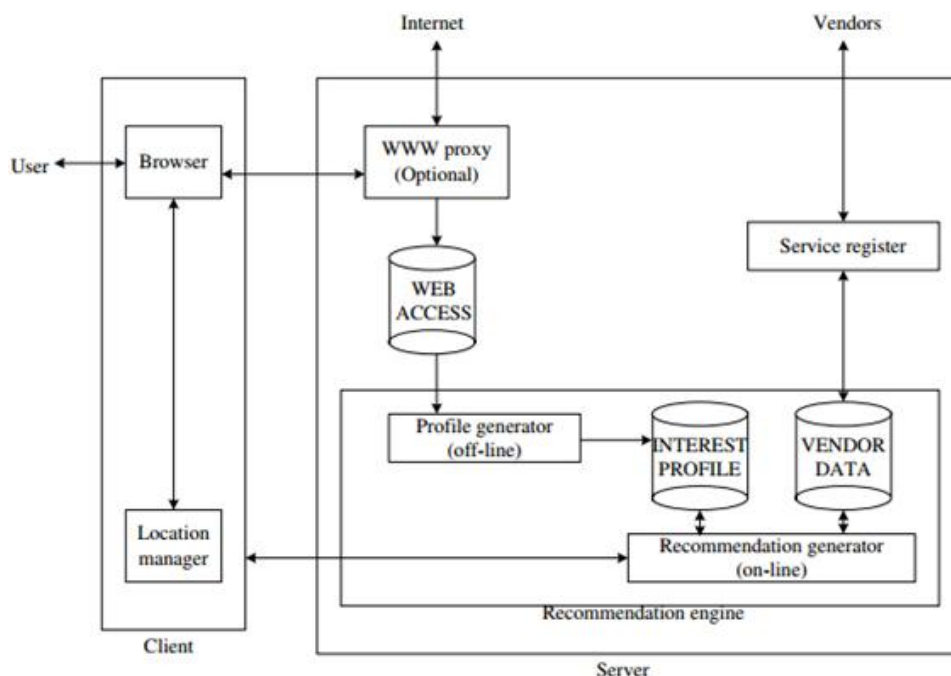 Internet
Vendors
User
Browser
WWW proxy
(Optional)
Service register
WEB
ACCESS
Profile generator
(off-line)
INTEREST
PROFILE
VENDOR
DATA
Location
manager
Recommendation generator
(on-line)
Recommendation engine
Client
Server